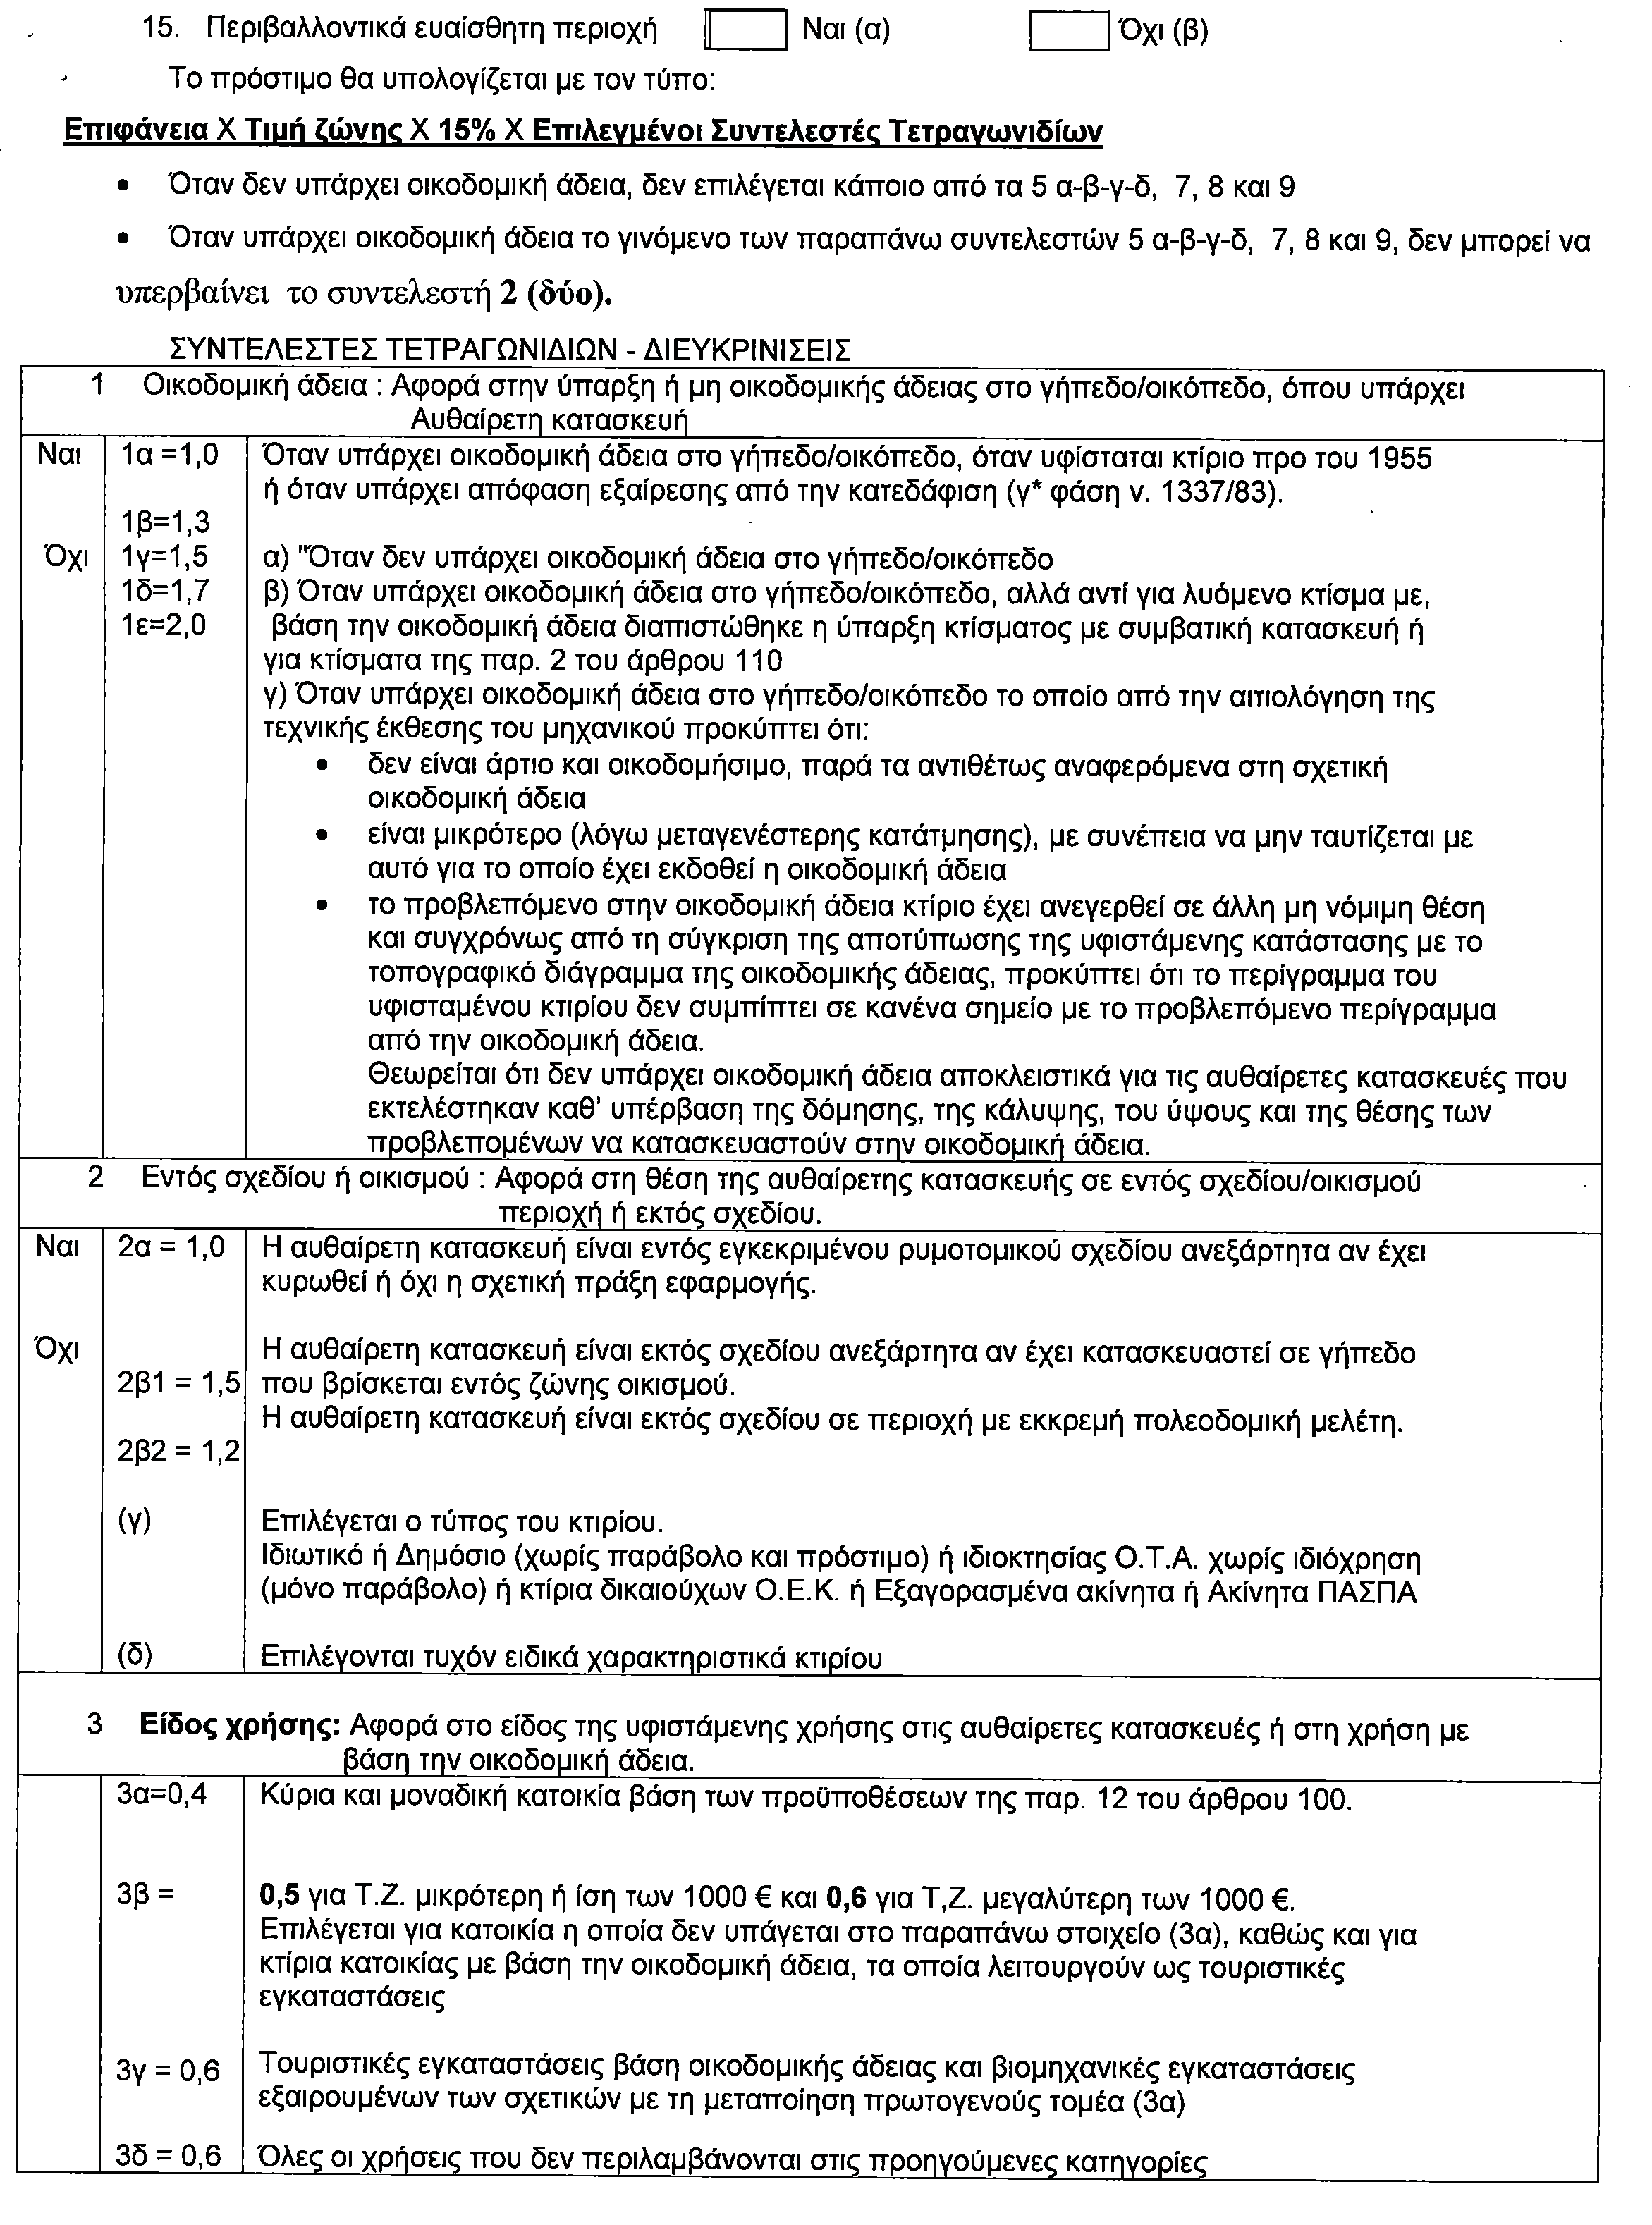 15. Περιβαλλοντικά ευαίσθητη περιοχή Ναι (α) Όχι (β)
Το πρόστιμο θα υπολογίζεται με τον τύπο:
Επιφάνεια Χ Τιμή ζώνης Χ 15% Χ Επιλεγμένοι Συντελεστές Τετραγωνιδίων
• Όταν δεν υπάρχει οικοδομική άδεια, δεν επιλέγεται κάποιο από τα 5 α-β-γ-δ, 7, 8 και 9
• Όταν υπάρχει οικοδομική άδεια το γινόμενο των παραπάνω συντελεστών 5 α-β-γ-δ, 7, 8 και 9, δεν μπορεί να
υπερβαίνει το συντελεστή 2 (δύο).
ΣΥΝΤΕΛΕΣΤΕΣ ΤΕΤΡΑΓΩΝΙΔΙΩΝ - ΔΙΕΥΚΡΙΝΙΣΕΙΣ
1 Οικοδομική άδεια : Αφορά στην ύπαρξη ή μη οικοδομικής άδειας στο γήπεδο/οικόπεδο, όπου υπάρχει
Αυθαίρετη κατασκευή
Ναι 1α =1,0 Όταν υπάρχει οικοδομική άδεια στο γήπεδο/οικόπεδο, όταν υφίσταται κτίριο προ του 1955
ή όταν υπάρχει απόφαση εξαίρεσης από την κατεδάφιση (γ* φάση ν. 1337/83).
1β=1,3
Όχι 1γ=1,5 α) "Όταν δεν υπάρχει οικοδομική άδεια στο γήπεδο/οικόπεδο
1δ=1,7 β) Όταν υπάρχει οικοδομική άδεια στο γήπεδο/οικόπεδο, αλλά αντί για λυόμενο κτίσμα με,
1ε=2,0 βάση την οικοδομική άδεια διαπιστώθηκε η ύπαρξη κτίσματος με συμβατική κατασκευή ή
για κτίσματα της παρ. 2 του άρθρου 110
γ) Όταν υπάρχει οικοδομική άδεια στο γήπεδο/οικόπεδο το οποίο από την αιτιολόγηση της
τεχνικής έκθεσης του μηχανικού προκύπτει ότι:
• δεν είναι άρτιο και οικοδομήσιμο, παρά τα αντιθέτως αναφερόμενα στη σχετική
οικοδομική άδεια
• είναι μικρότερο (λόγω μεταγενέστερης κατάτμησης), με συνέπεια να μην ταυτίζεται με
αυτό για το οποίο έχει εκδοθεί η οικοδομική άδεια
• το προβλεπόμενο στην οικοδομική άδεια κτίριο έχει ανεγερθεί σε άλλη μη νόμιμη θέση
και συγχρόνως από τη σύγκριση της αποτύπωσης της υφιστάμενης κατάστασης με το
τοπογραφικό διάγραμμα της οικοδομικής άδειας, προκύπτει ότι το περίγραμμα του
υφισταμένου κτιρίου δεν συμπίπτει σε κανένα σημείο με το προβλεπόμενο περίγραμμα
από την οικοδομική άδεια.
Θεωρείται ότι δεν υπάρχει οικοδομική άδεια αποκλειστικά για τις αυθαίρετες κατασκευές που
εκτελέστηκαν καθ' υπέρβαση της δόμησης, της κάλυψης, του ύψους και της θέσης των
προβλεπομένων να κατασκευαστούν στην οικοδομική άδεια.
2 Εντός σχεδίου ή οικισμού : Αφορά στη θέση της αυθαίρετης κατασκευής σε εντός σχεδίου/οικισμού
περιοχή ή εκτός σχεδίου.
Ναι 2α = 1,0 Η αυθαίρετη κατασκευή είναι εντός εγκεκριμένου ρυμοτομικού σχεδίου ανεξάρτητα αν έχει
κυρωθεί ή όχι η σχετική πράξη εφαρμογής.
Όχι Η αυθαίρετη κατασκευή είναι εκτός σχεδίου ανεξάρτητα αν έχει κατασκευαστεί σε γήπεδο
2β1 = 1,5 που βρίσκεται εντός ζώνης οικισμού.
Η αυθαίρετη κατασκευή είναι εκτός σχεδίου σε περιοχή με εκκρεμή πολεοδομική μελέτη.
2β2 = 1,2
(γ) Επιλέγεται ο τύπος του κτιρίου.
Ιδιωτικό ή Δημόσιο (χωρίς παράβολο και πρόστιμο) ή ιδιοκτησίας Ο.Τ.Α. χωρίς ιδιόχρηση
(μόνο παράβολο) ή κτίρια δικαιούχων Ο.Ε.Κ. ή Εξαγορασμένα ακίνητα ή Ακίνητα ΠΑΣΠΑ
(δ) Επιλέγονται τυχόν ειδικά χαρακτηριστικά κτιρίου
3 Είδος χρήσης: Αφορά στο είδος της υφιστάμενης χρήσης στις αυθαίρετες κατασκευές ή στη χρήση με
βάση την οικοδομική άδεια.
3α=0,4 Κύρια και μοναδική κατοικία βάση των προϋποθέσεων της παρ. 12 του άρθρου 100.
3β = 0,5 για Τ.Ζ. μικρότερη ή ίση των 1000 € και 0,6 για Τ,Ζ. μεγαλύτερη των 1000 €.
Επιλέγεται για κατοικία η οποία δεν υπάγεται στο παραπάνω στοιχείο (3α), καθώς και για
κτίρια κατοικίας με βάση την οικοδομική άδεια, τα οποία λειτουργούν ως τουριστικές
εγκαταστάσεις
3γ = 0,6 Τουριστικές εγκαταστάσεις βάση οικοδομικής άδειας και βιομηχανικές εγκαταστάσεις
εξαιρουμένων των σχετικών με τη μεταποίηση πρωτογενούς τομέα (3α)
3δ = 0,6 Όλες οι χρήσεις που δεν περιλαμβάνονται στις προηγούμενες κατηγορίες